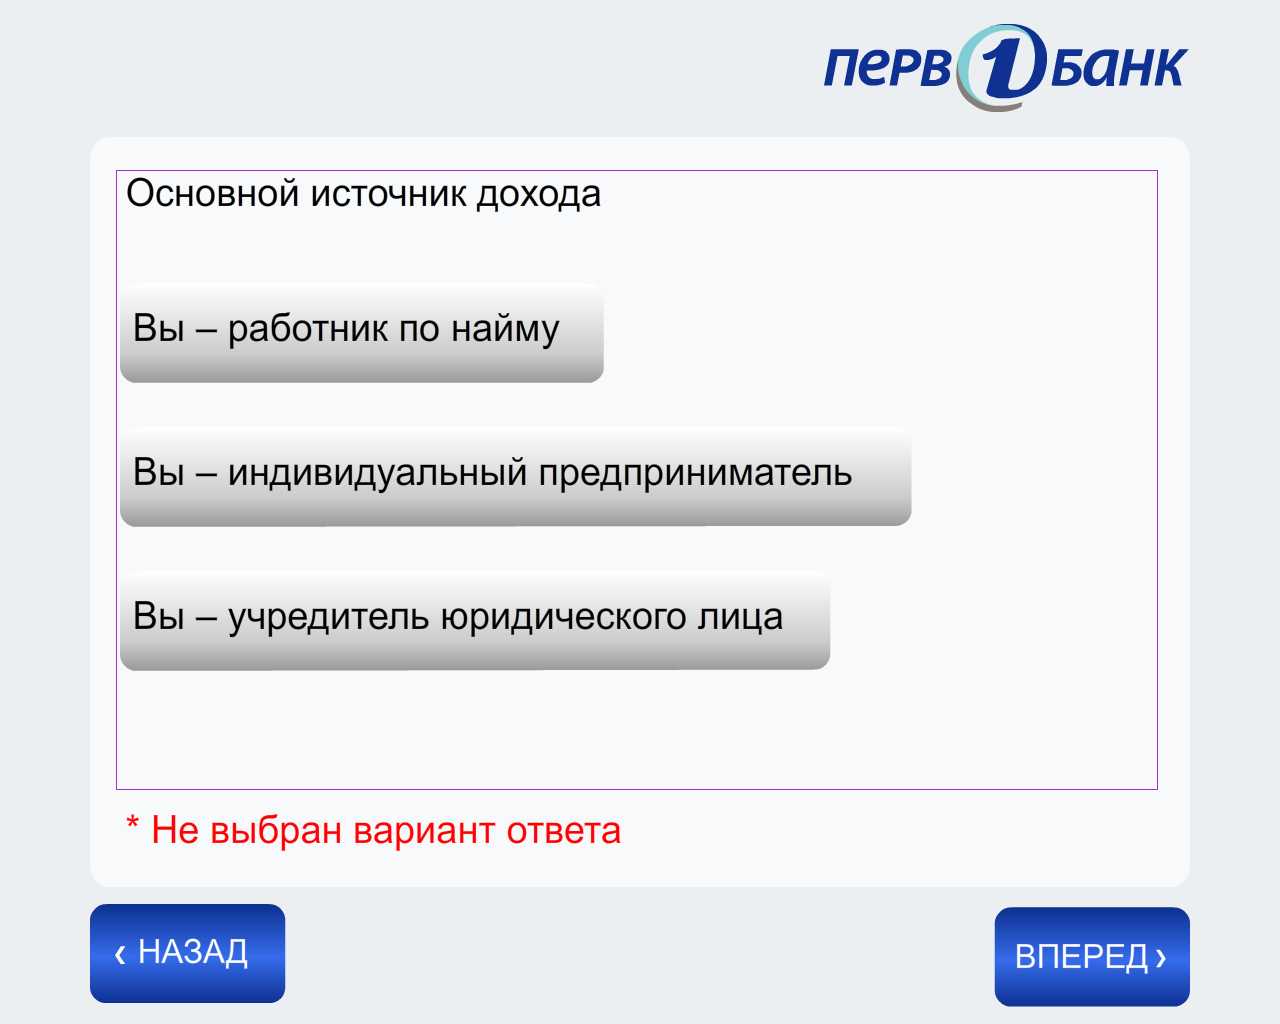 ПЕРВ1БАНК
Основной источник дохода
Вы – работник по найму
Вы – индивидуальный предприниматель
Вы – учредитель юридического лица
* Не выбран вариант ответа
‹ НАЗАД
ВПЕРЕД ›